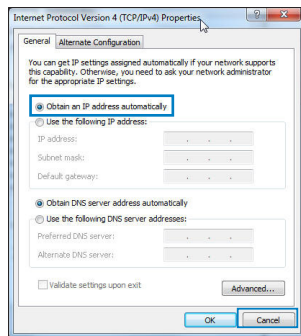 Internet Protocol Version 4 (TCP/IPv4) Properties
General Alternate Configuration
You can get IP settings assigned automatically if your network supports
this capability. Otherwise, you need to ask your network administrator
for the appropriate IP settings.
Obtain an IP address automatically
Use the following IP address:
IP address:
Subnet mask:
Default gateway:
Obtain DNS server address automatically
Use the following DNS server addresses:
Preferred DNS server:
Alternate DNS server:
Validate settings upon exit
Advanced...
OK Cancel